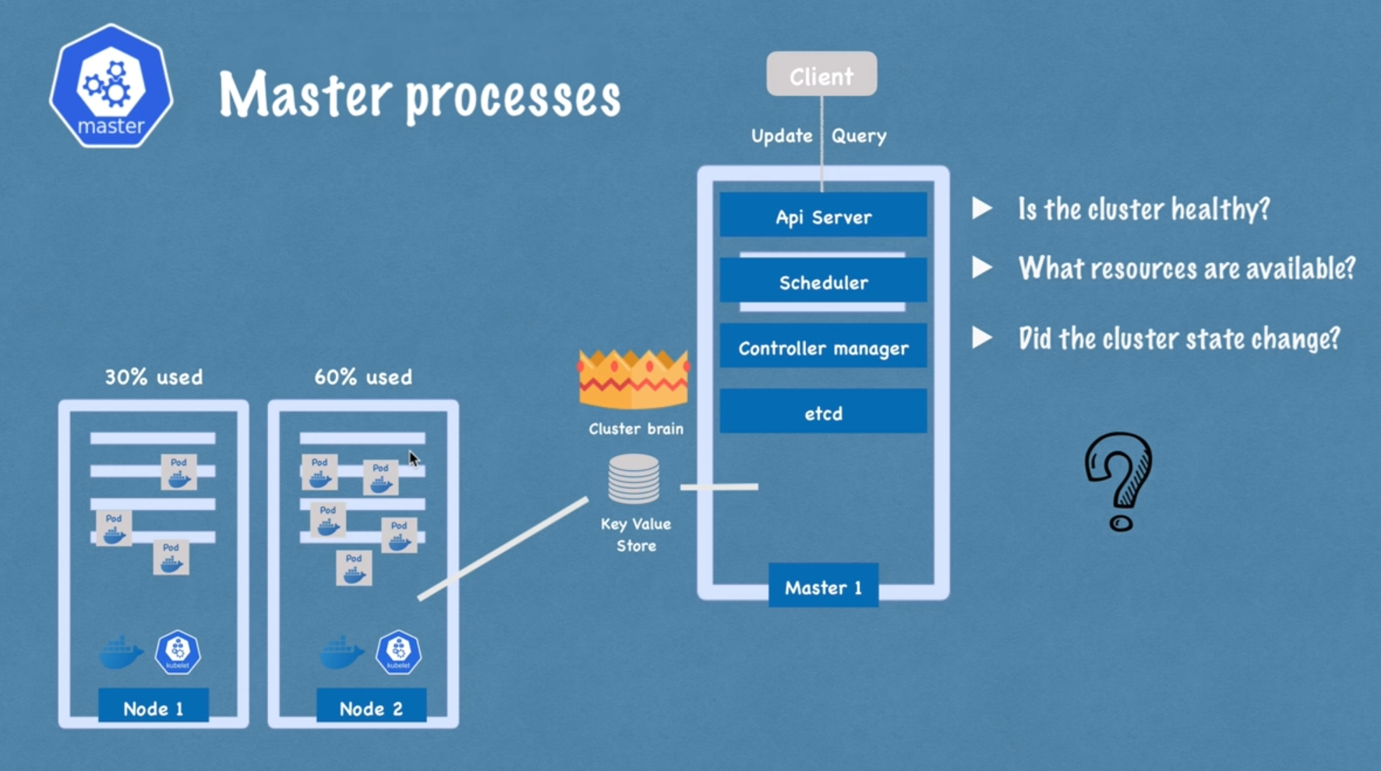 master
Master processes
Client
Update Query
Api Server
Scheduler
Controller manager
etcd
Master 1
Is the cluster healthy?
What resources are available?
Did the cluster state change?
?
Cluster brain
Key Value
Store
30% used
Pod
Pod
Pod
kubelet
Node 1
60% used
Pod
Pod
Pod
Pod
Pod
kubelet
Node 2